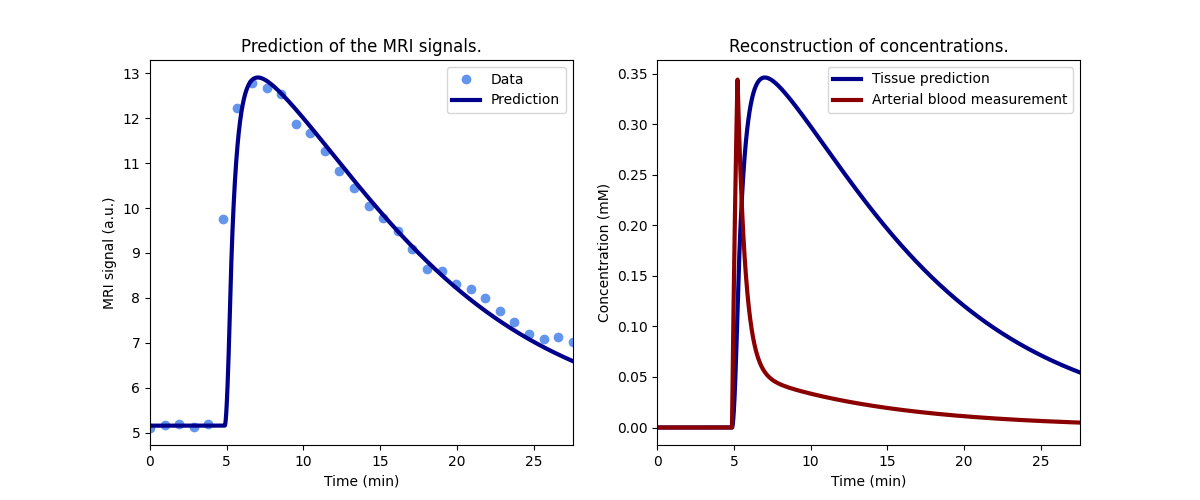 Prediction of the MRI signals.
MRI signal (a.u.)
13
12
11
10
9
8
7
6
5
0
5
10
15
20
25
Time (min)
Data
Prediction
Reconstruction of concentrations.
Concentration (mM)
0.35
0.30
0.25
0.20
0.15
0.10
0.05
0.00
0
5
10
15
20
25
Time (min)
Tissue prediction
Arterial blood measurement